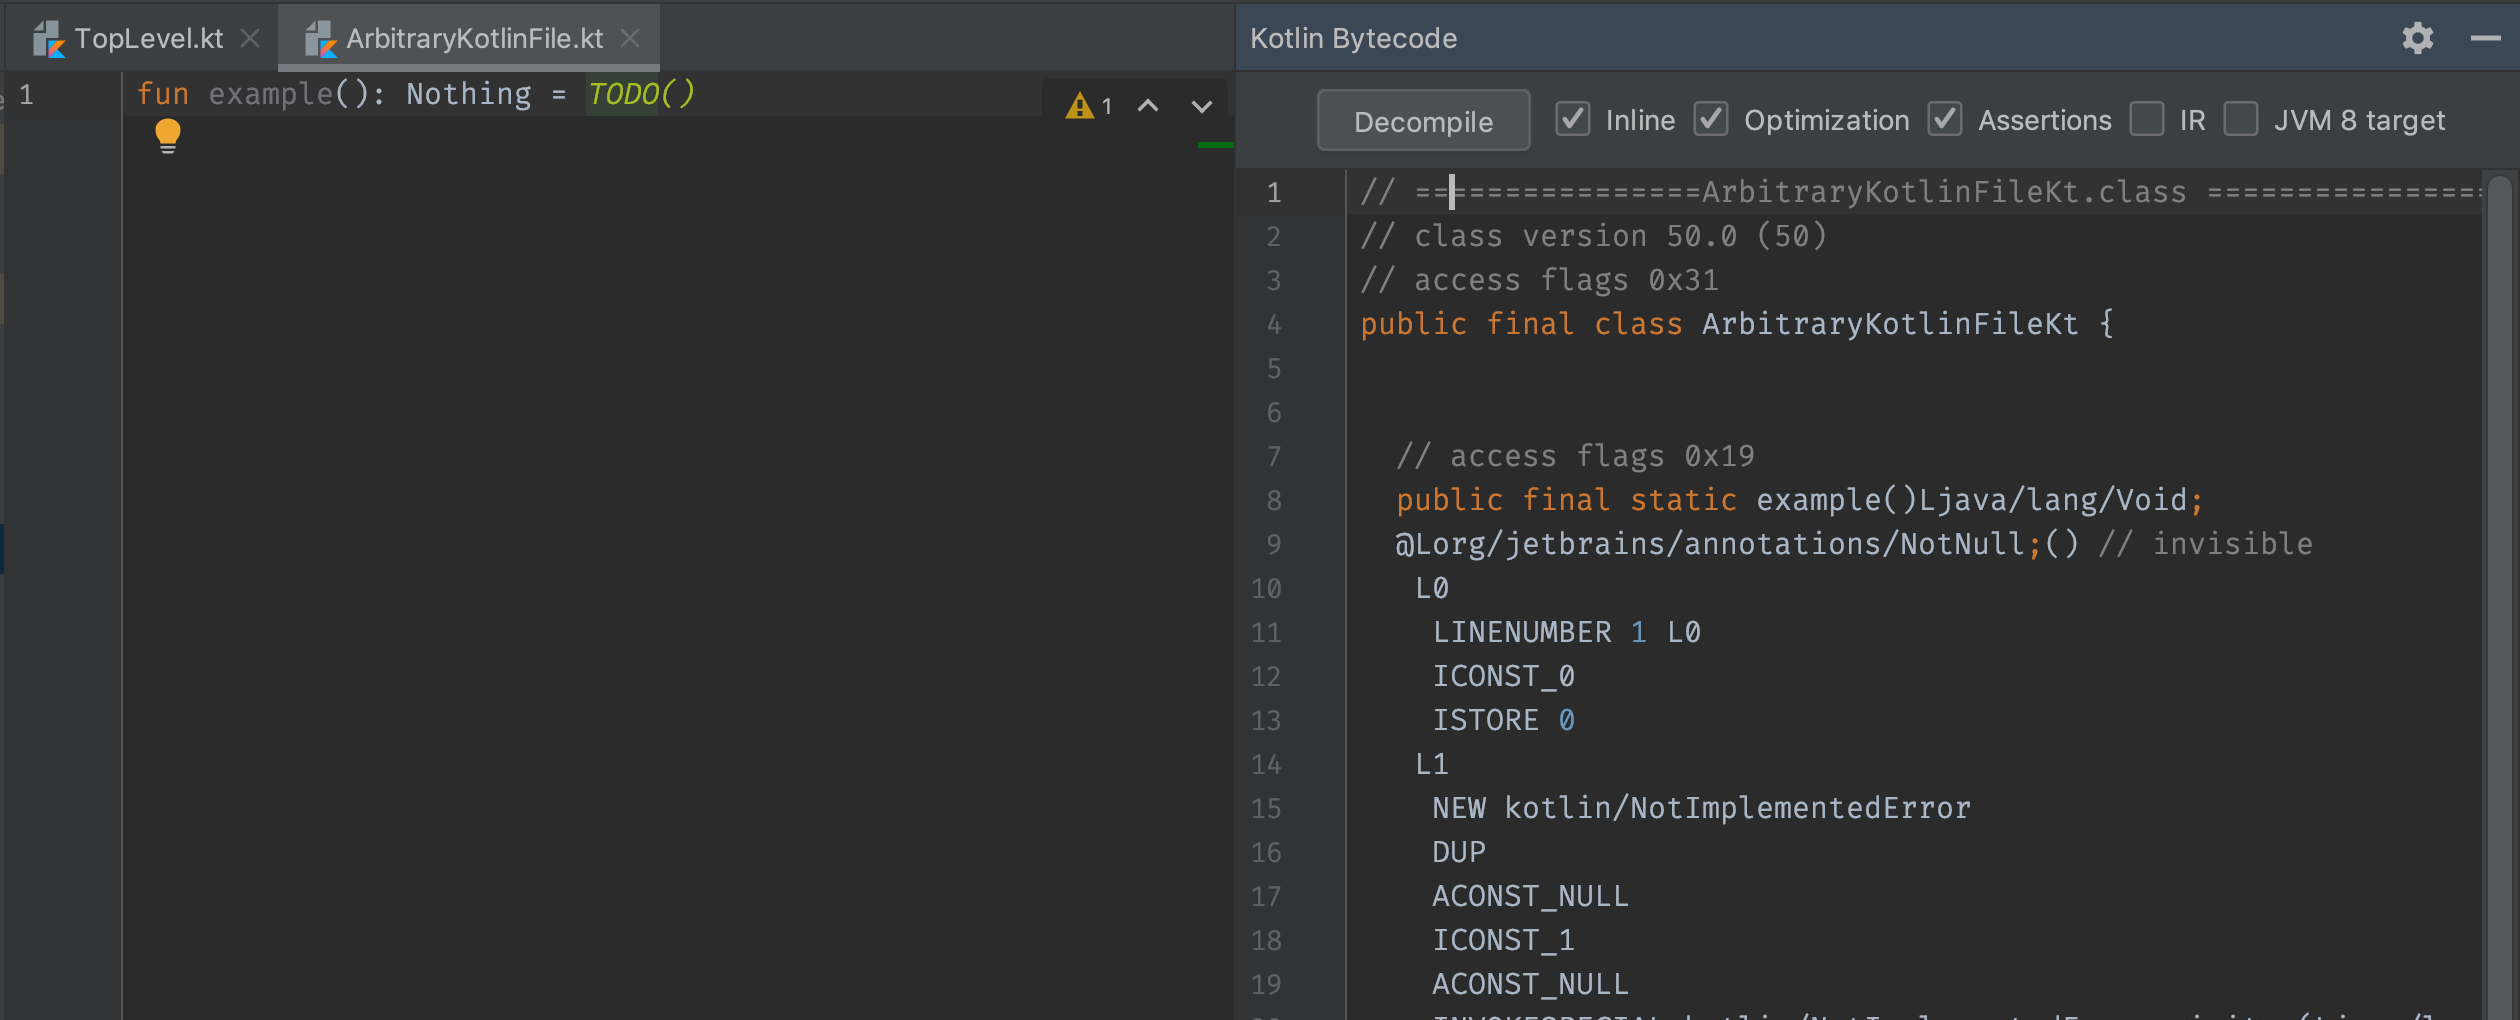 TopLevel.kt
ArbitraryKotlinFile.kt
1 fun example(): Nothing = TODO()
1
Kotlin Bytecode
Decompile Inline Optimization Assertions IR JVM 8 target
1 // ================ArbitraryKotlinFileKt.class ================
2 // class version 50.0 (50)
3 // access flags 0x31
4 public final class ArbitraryKotlinFileKt {
5
6
7 // access flags 0x19
8 public final static example()Ljava/lang/Void;
9 @Lorg/jetbrains/annotations/NotNull;() // invisible
10 L0
11 LINENUMBER 1 L0
12 ICONST_0
13 ISTORE 0
14 L1
15 NEW kotlin/NotImplementedError
16 DUP
17 ACONST_NULL
18 ICONST_1
19 ACONST_NULL